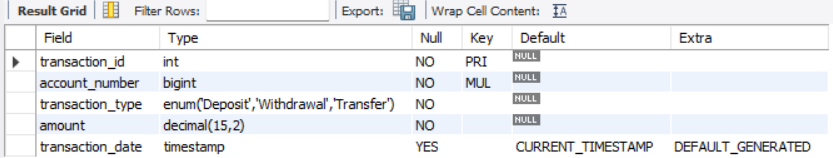 Result Grid Filter Rows: Export: Wrap Cell Content: IA
Field Type Null Key Default Extra
transaction_id int NO PRI NULL
account_number bigint NO MUL NULL
transaction_type enum('Deposit','Withdrawal','Transfer') NO NULL
amount decimal(15,2) NO NULL
transaction_date timestamp YES CURRENT_TIMESTAMP DEFAULT_GENERATED